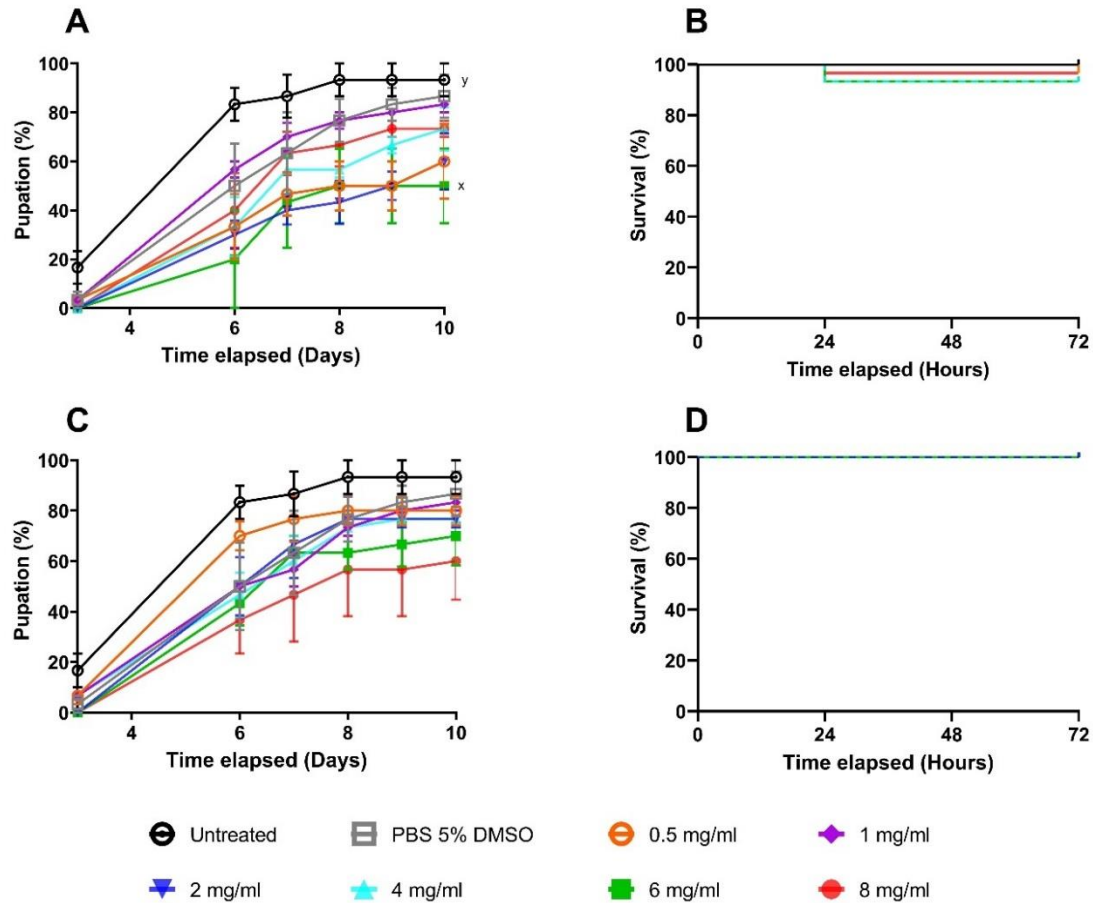 A
B
Pupation (%)
100
80
60
40
20
0
4
6
8
10
Time elapsed (Days)
y
x
Survival (%)
100
80
60
40
20
0
0
24
48
72
Time elapsed (Hours)
C
D
Pupation (%)
100
80
60
40
20
0
4
6
8
10
Time elapsed (Days)
Survival (%)
100
80
60
40
20
0
0
24
48
72
Time elapsed (Hours)
Untreated
PBS 5% DMSO
0.5 mg/ml
1 mg/ml
2 mg/ml
4 mg/ml
6 mg/ml
8 mg/ml